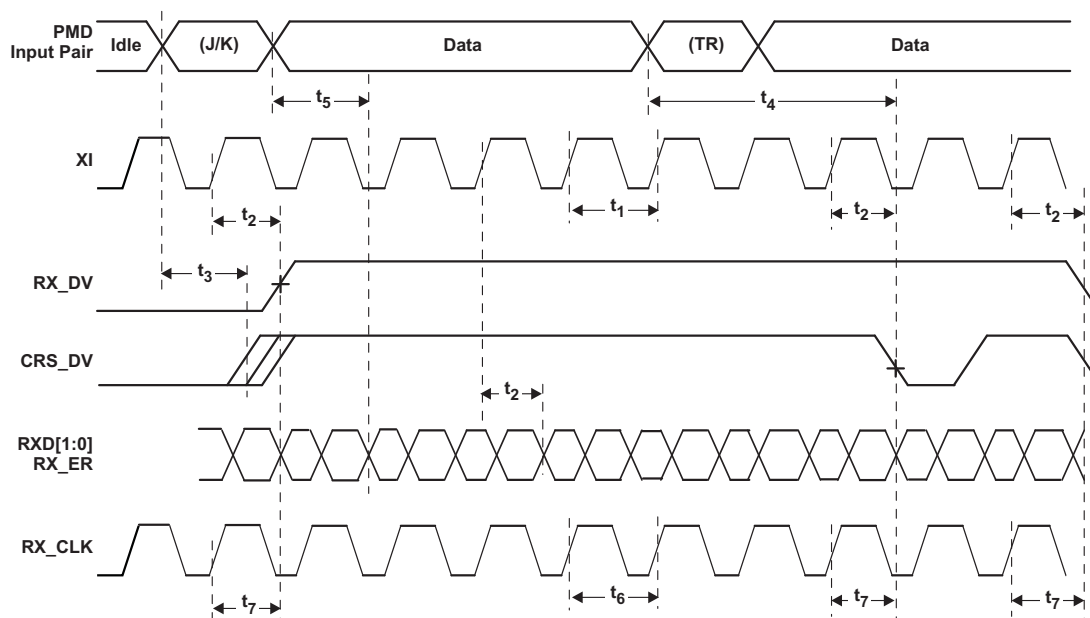 PMD
Input Pair
Idle
(J/K)
Data
(TR)
Data
t5
t4
XI
t2
t1
t2
t2
t3
RX_DV
CRS_DV
t2
RXD[1:0]
RX_ER
RX_CLK
t7
t6
t7
t7